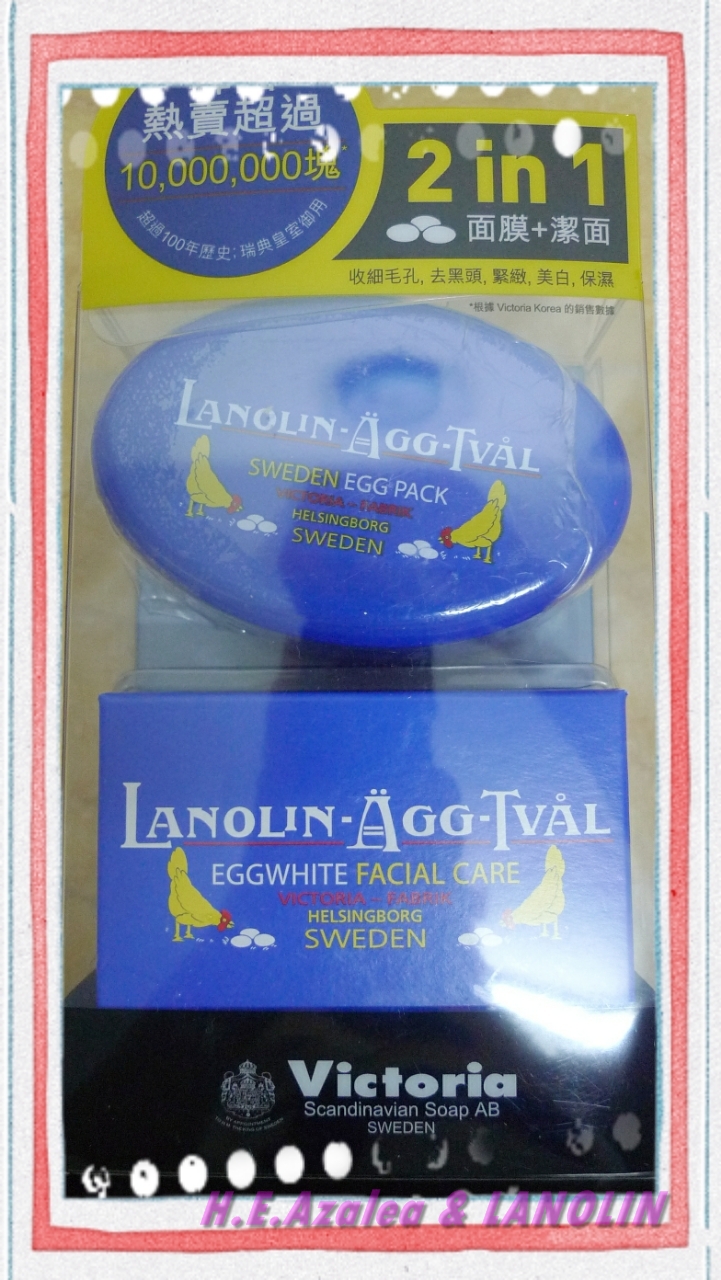 熱賣超過
10,000,000塊*
超過100年歷史; 瑞典皇室御用
2 in 1
面膜+潔面
收細毛孔, 去黑頭, 緊緻, 美白, 保濕
*根據 Victoria Korea 的銷售數據
LANOLIN-ÄGG-TVÅL
SWEDEN EGG PACK
VICTORIA - FABRIK
HELSINGBORG
SWEDEN
LANOLIN-ÄGG-TVÅL
EGGWHITE FACIAL CARE
VICTORIA - FABRIK
HELSINGBORG
SWEDEN
Victoria
Scandinavian Soap AB
SWEDEN
H.E.Azalea & LANOLIN